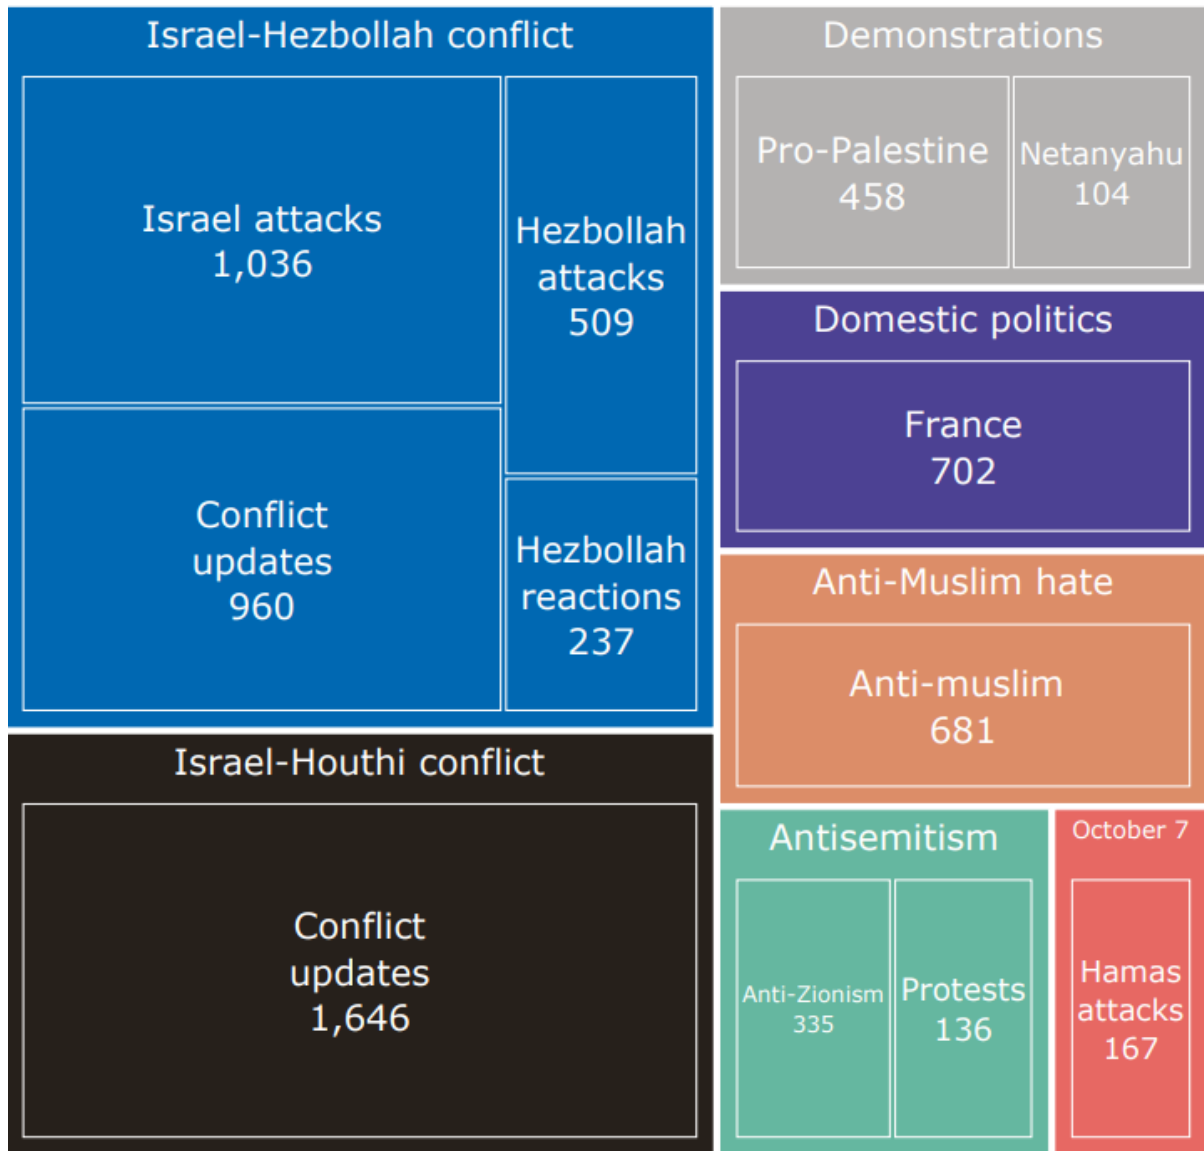 Israel-Hezbollah conflict
Israel attacks
1,036
Hezbollah
attacks
509
Conflict
updates
960
Hezbollah
reactions
237
Israel-Houthi conflict
Conflict
updates
1,646
Demonstrations
Pro-Palestine
458
Netanyahu
104
Domestic politics
France
702
Anti-Muslim hate
Anti-muslim
681
Antisemitism
Anti-Zionism
335
Protests
136
October 7
Hamas
attacks
167